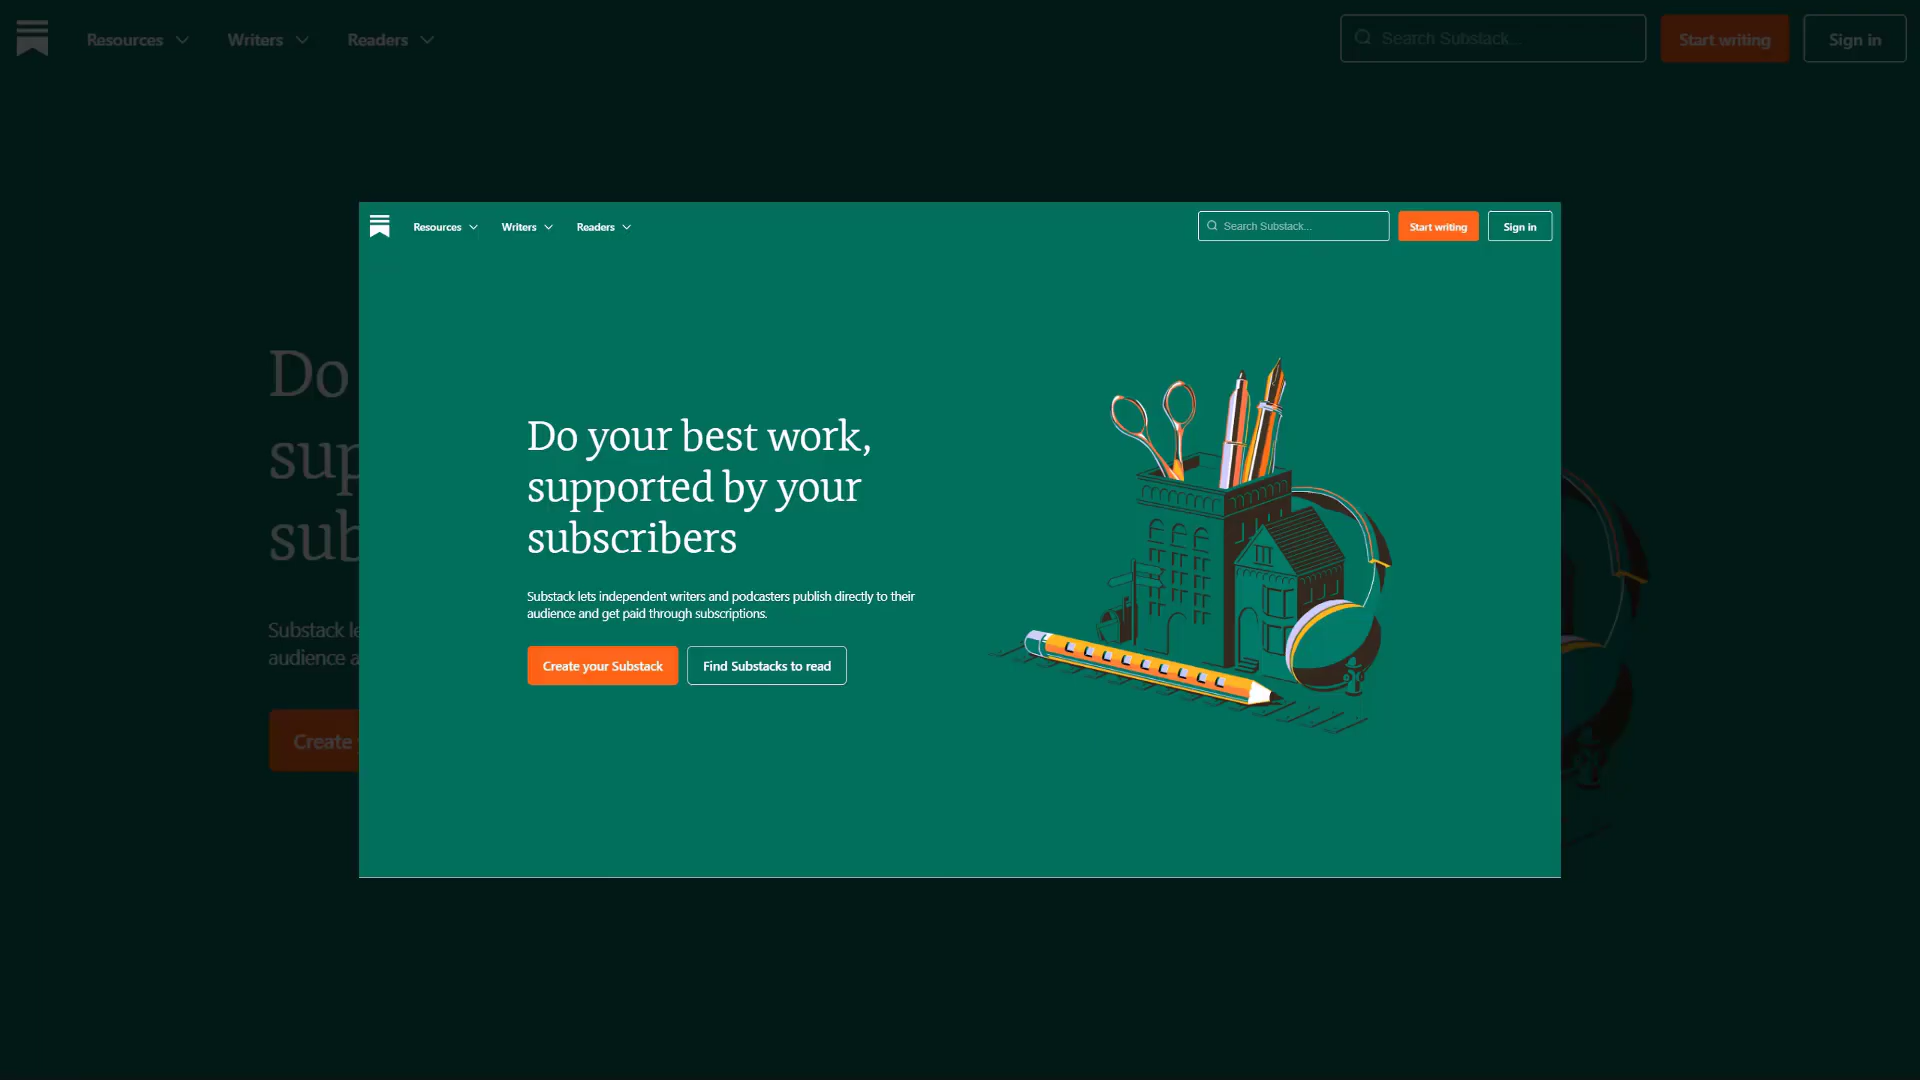 Resources Writers Readers Search Substack... Start writing Sign in
Resources Writers Readers Search Substack... Start writing Sign in
Do your best work,
supported by your
subscribers
Substack lets independent writers and podcasters publish directly to their
audience and get paid through subscriptions.
Create your Substack Find Substacks to read
Do
sup
sub
Substack le
audience a
Create